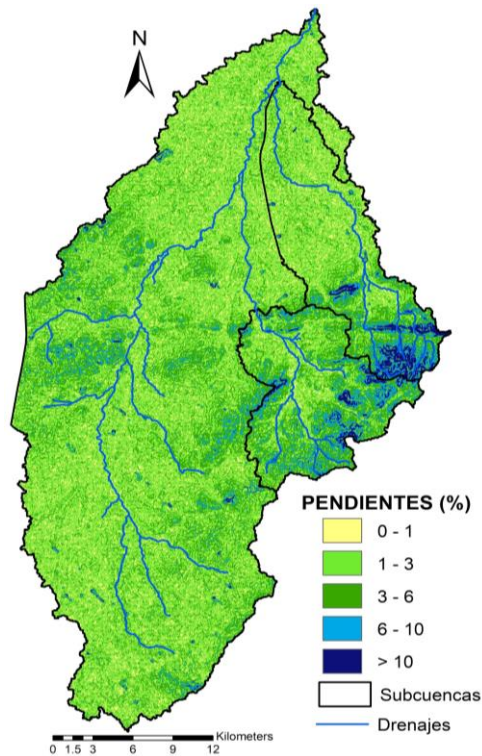 N
PENDIENTES (%)
0 - 1
1 - 3
3 - 6
6 - 10
> 10
Subcuencas
Drenajes
Kilometers
0 1.5 3 6 9 12